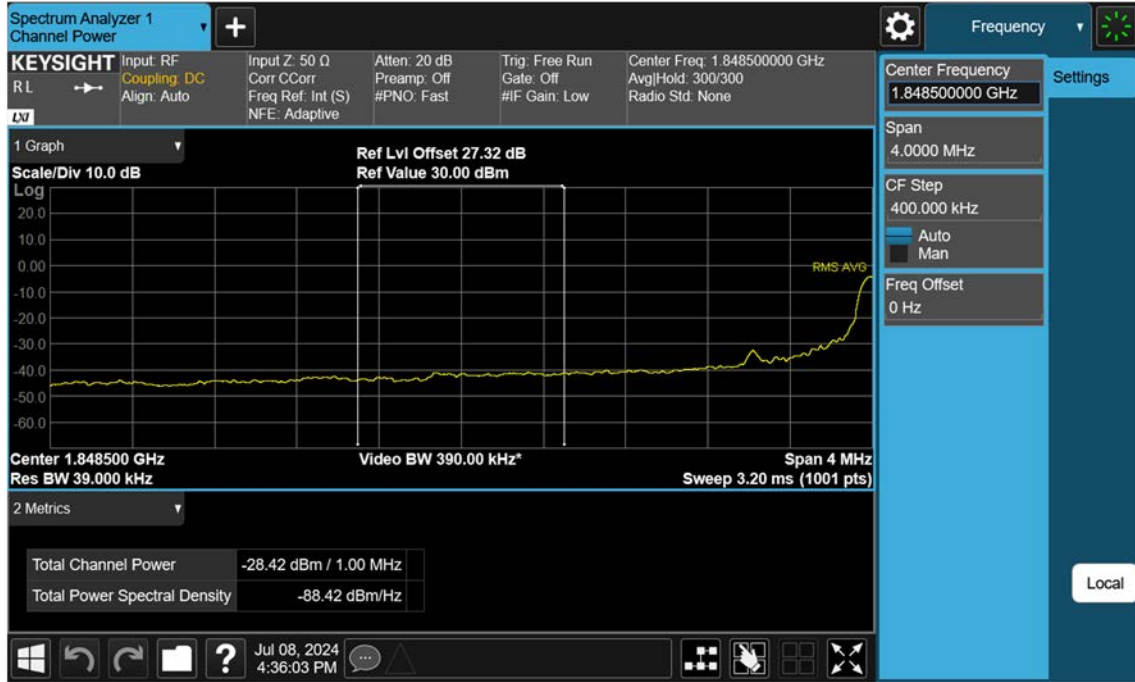 Spectrum Analyzer 1
Channel Power
+
Frequency
KEYSIGHT
R L
LXI
Input: RF
Coupling: DC
Align: Auto
Input Z: 50 Ω
Corr CCorr
Freq Ref: Int (S)
NFE: Adaptive
Atten: 20 dB
Preamp: Off
#PNO: Fast
Trig: Free Run
Gate: Off
#IF Gain: Low
Center Freq: 1.848500000 GHz
Avg|Hold: 300/300
Radio Std: None
Center Frequency
1.848500000 GHz
Settings
Span
4.0000 MHz
CF Step
400.000 kHz
Auto
Man
Freq Offset
0 Hz
Local
1 Graph
Scale/Div 10.0 dB
Ref Lvl Offset 27.32 dB
Ref Value 30.00 dBm
Log
20.0
10.0
0.00
-10.0
-20.0
-30.0
-40.0
-50.0
-60.0
RMS AVG
Center 1.848500 GHz
Video BW 390.00 kHz*
Span 4 MHz
Res BW 39.000 kHz
Sweep 3.20 ms (1001 pts)
2 Metrics
Total Channel Power -28.42 dBm / 1.00 MHz
Total Power Spectral Density -88.42 dBm/Hz
?
Jul 08, 2024
4:36:03 PM